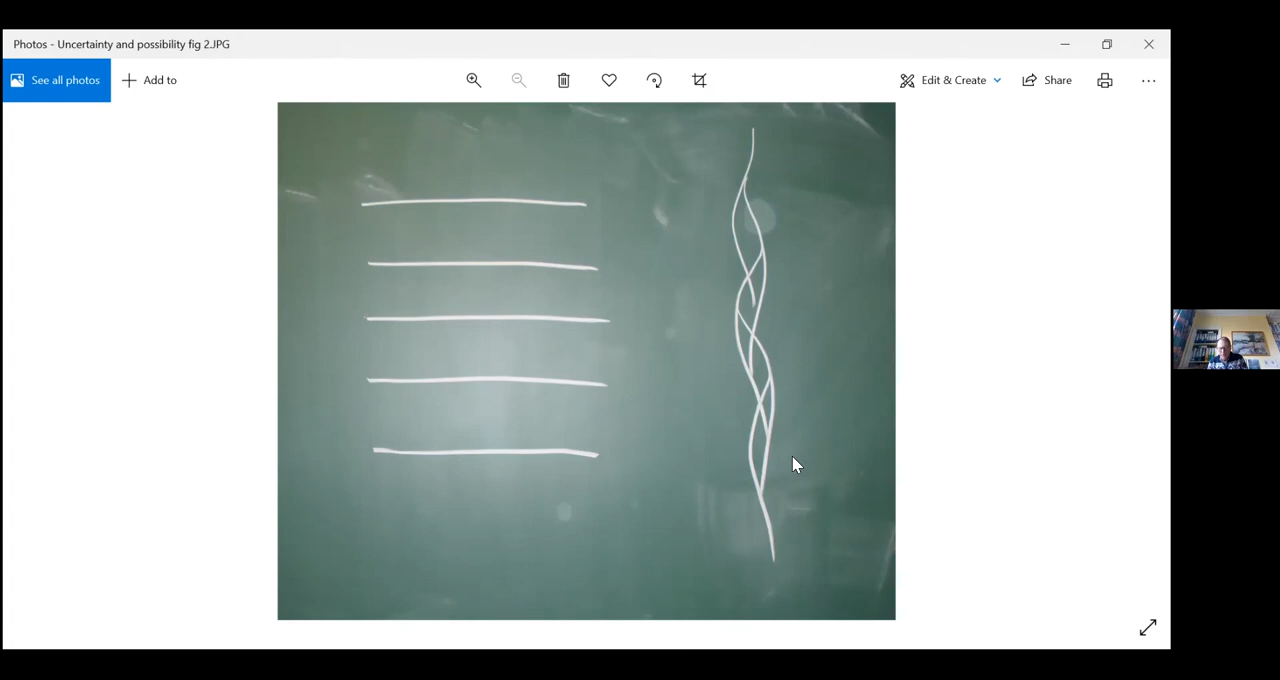 Photos - Uncertainty and possibility fig 2.JPG
See all photos
Add to
Edit & Create
Share